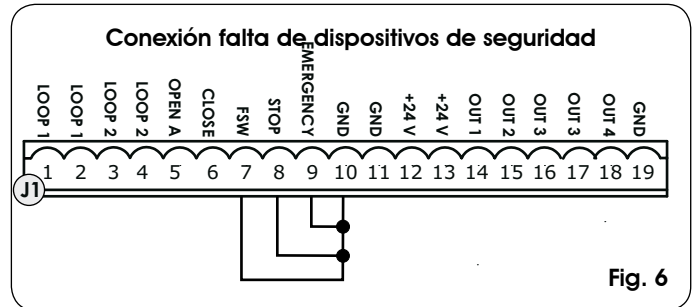 Conexión falta de dispositivos de seguridad
LOOP 1
LOOP 1
LOOP 2
LOOP 2
OPEN A
CLOSE
FSW
STOP
EMERGENCY
GND
GND
+24 V
+24 V
OUT 1
OUT 2
OUT 3
OUT 3
OUT 4
GND
1 2 3 4 5 6 7 8 9 10 11 12 13 14 15 16 17 18 19
J1
Fig. 6